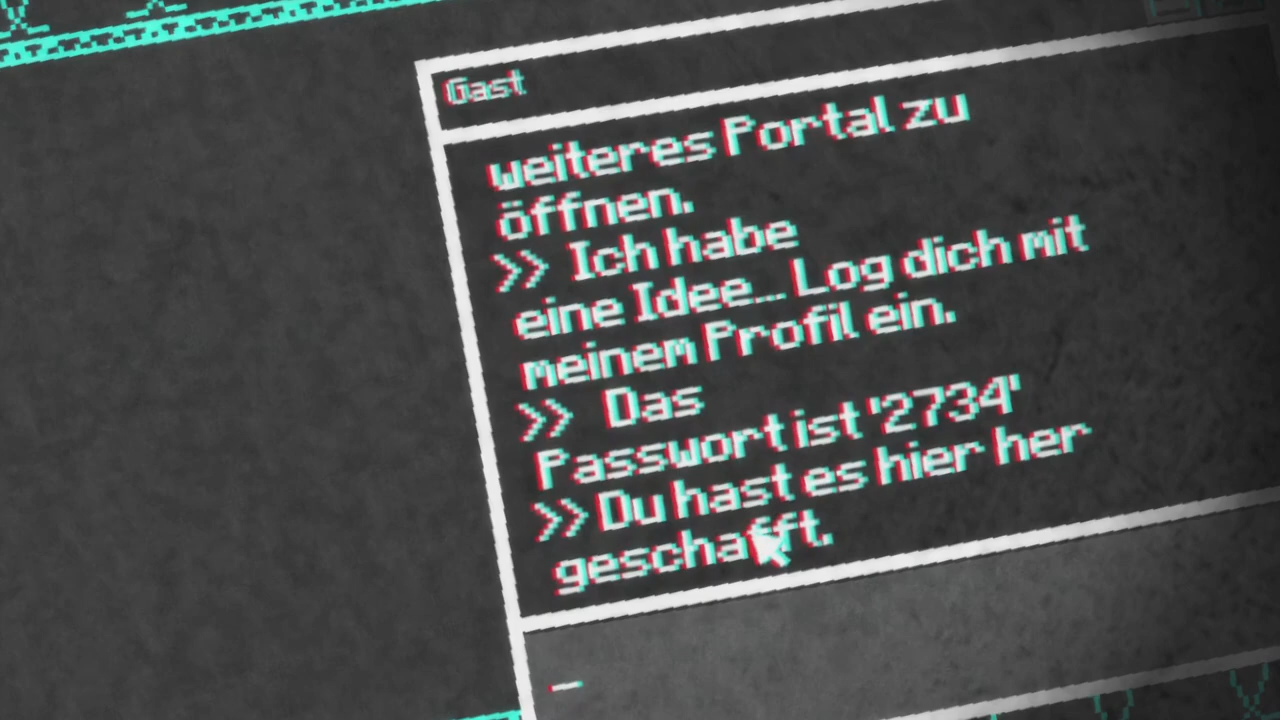 Gast
weiteres Portal zu
öffnen.
>> Ich habe
eine Idee... Log dich mit
meinem Profil ein.
>> Das
Passwort ist '2734'
>> Du hast es hier her
geschafft.
_